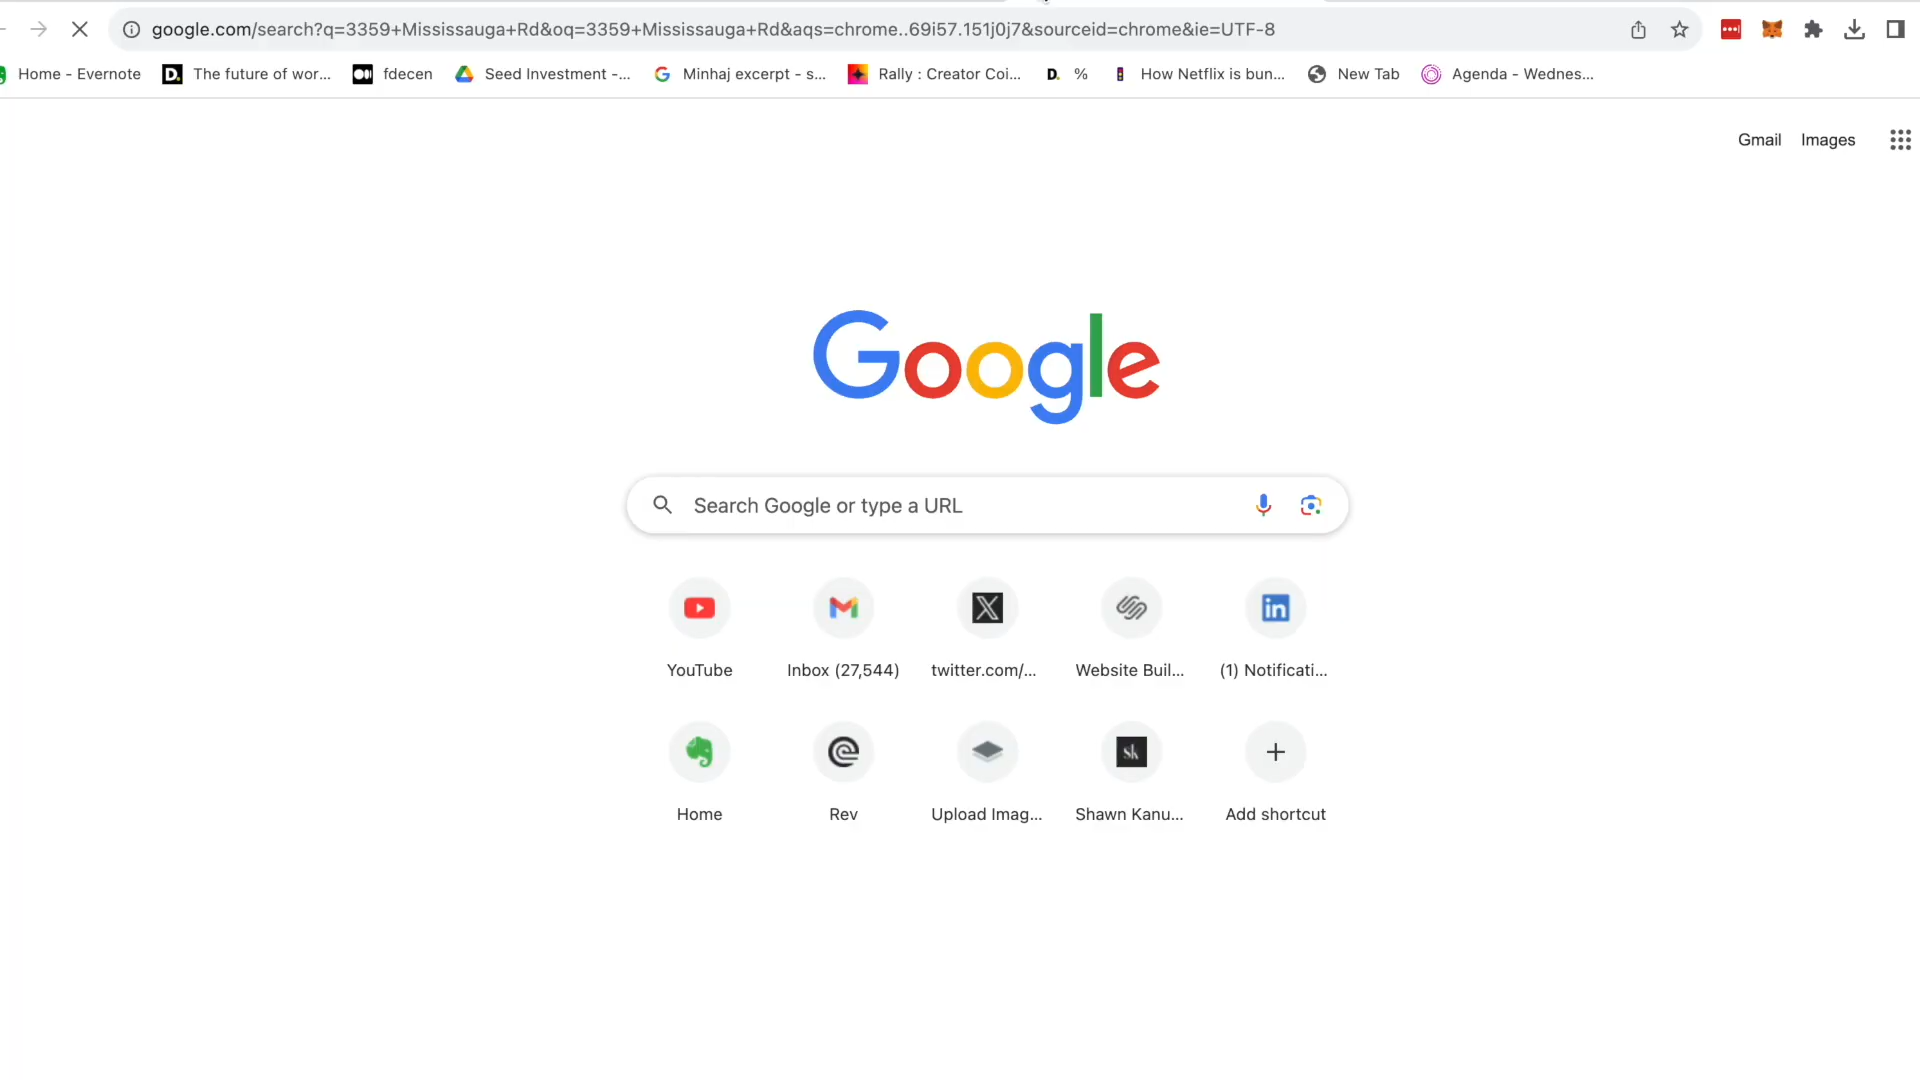 google.com/search?q=3359+Mississauga+Rd&oq=3359+Mississauga+Rd&aqs=chrome..69i57.151j0j7&sourceid=chrome&ie=UTF-8
Home - Evernote D. The future of wor... fdecen Seed Investment -... Minhaj excerpt - s... Rally : Creator Coi... D. % How Netflix is bun... New Tab Agenda - Wednes...
Gmail Images
Google
Search Google or type a URL
YouTube Inbox (27,544) twitter.com/... Website Buil... (1) Notificati...
sk
Home Rev Upload Imag... Shawn Kanu... Add shortcut